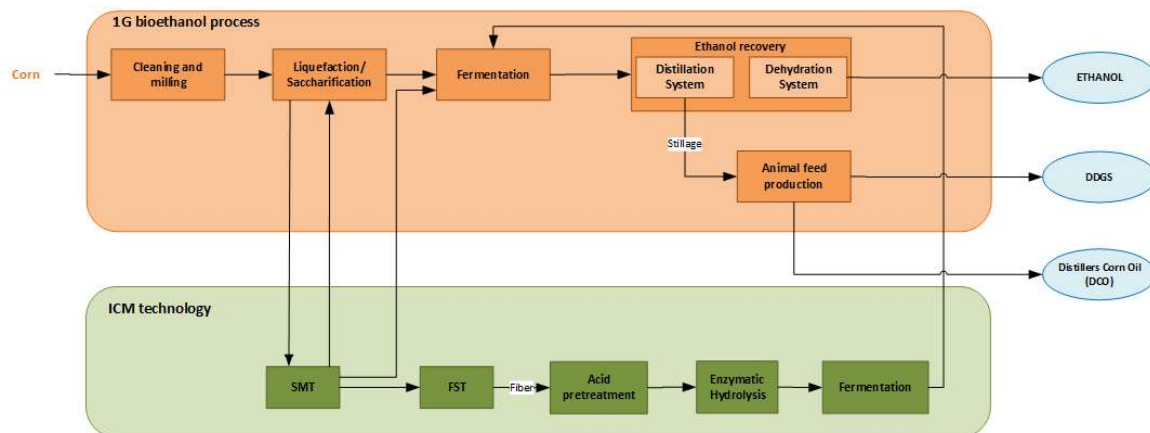 1G bioethanol process
Corn
Cleaning and
milling
Liquefaction/
Saccharification
Fermentation
Ethanol recovery
Distillation
System
Dehydration
System
ETHANOL
Stillage
Animal feed
production
DDGS
Distillers Corn Oil
(DCO)
ICM technology
SMT
FST
Fiber
Acid
pretreatment
Enzymatic
Hydrolysis
Fermentation